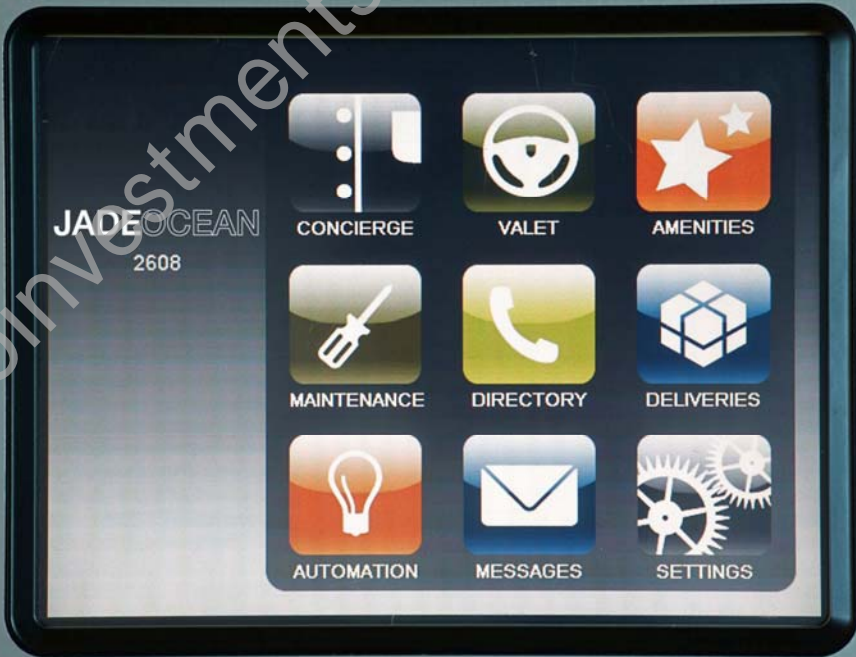 JADEOCEAN
2608
CONCIERGE
VALET
AMENITIES
MAINTENANCE
DIRECTORY
DELIVERIES
AUTOMATION
MESSAGES
SETTINGS